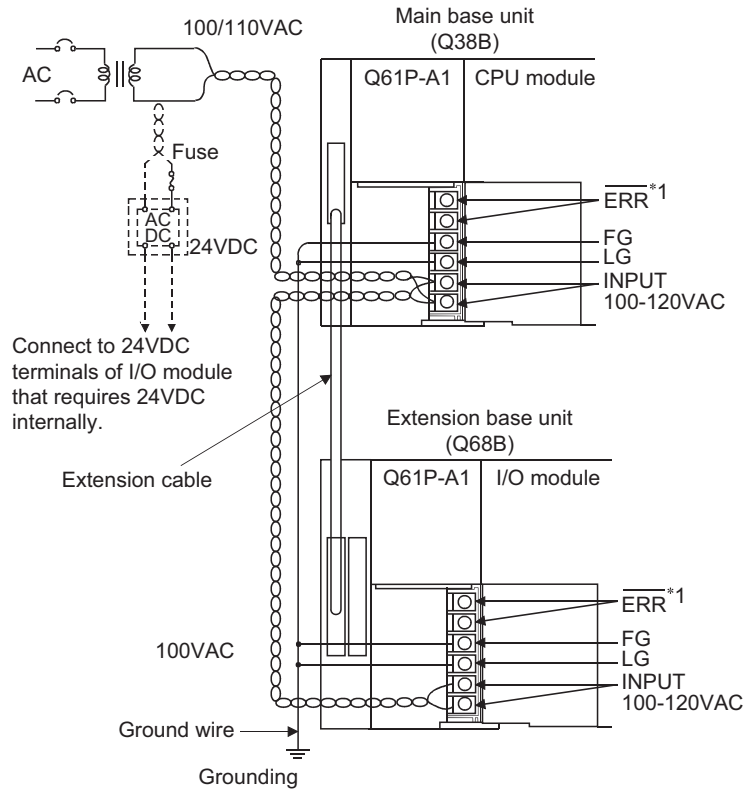 100/110VAC
Main base unit
(Q38B)
AC
Q61P-A1
CPU module
Fuse
AC
DC
24VDC
ERR*1
FG
LG
INPUT
100-120VAC
Connect to 24VDC
terminals of I/O module
that requires 24VDC
internally.
Extension base unit
(Q68B)
Extension cable
Q61P-A1
I/O module
ERR*1
FG
LG
INPUT
100-120VAC
100VAC
Ground wire
Grounding